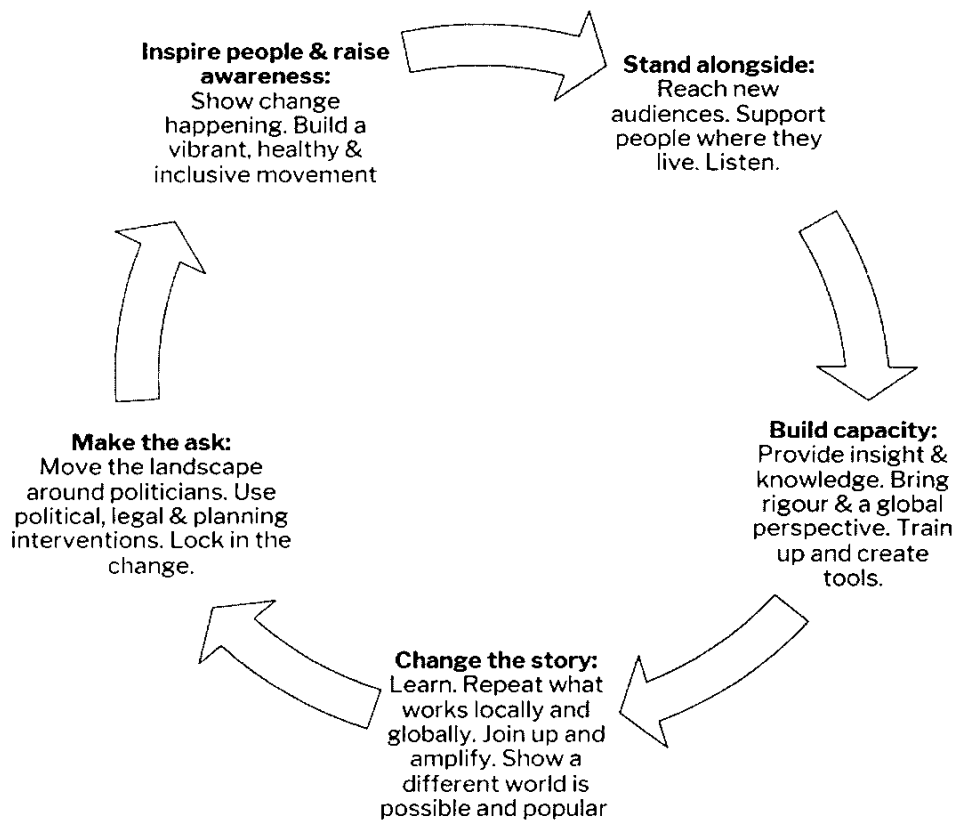 Inspire people & raise
awareness:
Show change
happening. Build a
vibrant, healthy &
inclusive movement
Stand alongside:
Reach new
audiences. Support
people where they
live. Listen.
Build capacity:
Provide insight &
knowledge. Bring
rigour & a global
perspective. Train
up and create
tools.
Change the story:
Learn. Repeat what
works locally and
globally. Join up and
amplify. Show a
different world is
possible and popular
Make the ask:
Move the landscape
around politicians. Use
political, legal & planning
interventions. Lock in the
change.